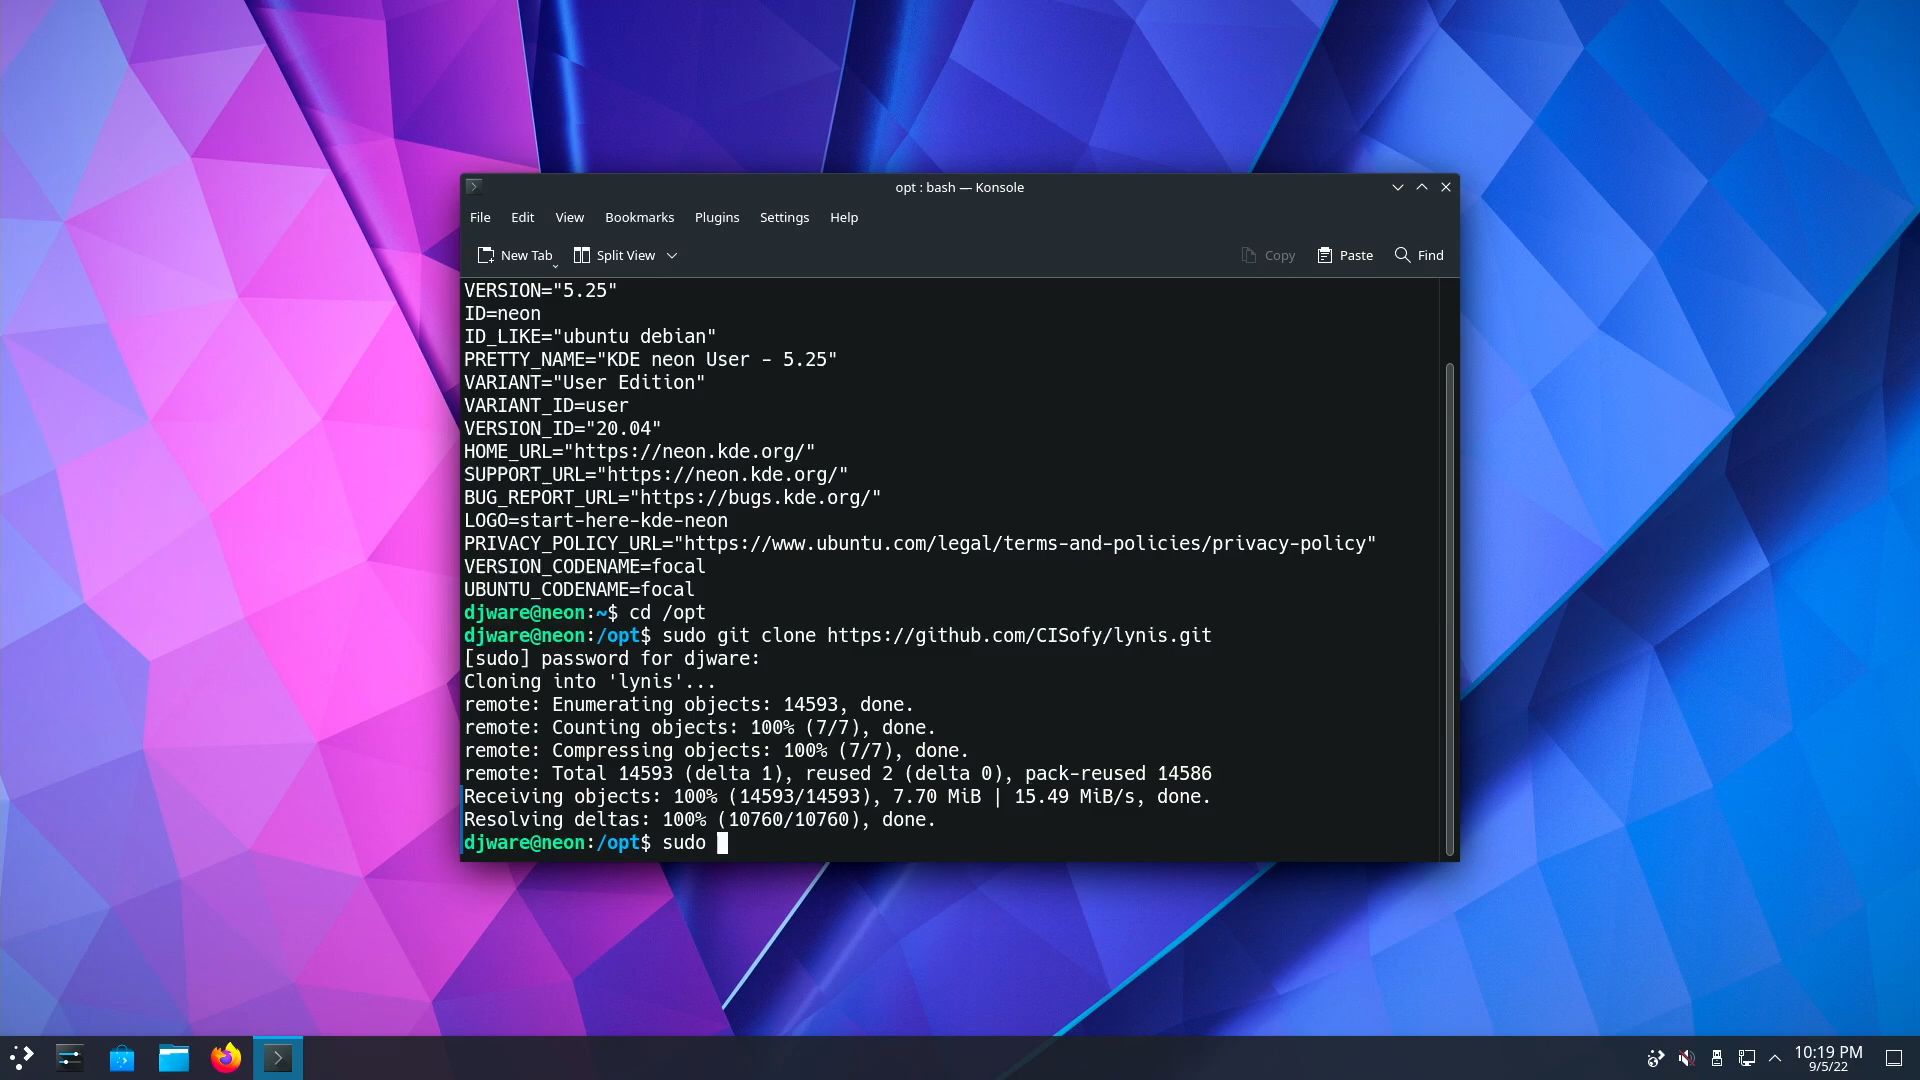 opt : bash — Konsole
File Edit View Bookmarks Plugins Settings Help
New Tab Split View Copy Paste Find
VERSION="5.25"
ID=neon
ID_LIKE="ubuntu debian"
PRETTY_NAME="KDE neon User - 5.25"
VARIANT="User Edition"
VARIANT_ID=user
VERSION_ID="20.04"
HOME_URL="https://neon.kde.org/"
SUPPORT_URL="https://neon.kde.org/"
BUG_REPORT_URL="https://bugs.kde.org/"
LOGO=start-here-kde-neon
PRIVACY_POLICY_URL="https://www.ubuntu.com/legal/terms-and-policies/privacy-policy"
VERSION_CODENAME=focal
UBUNTU_CODENAME=focal
djware@neon:~$ cd /opt
djware@neon:/opt$ sudo git clone https://github.com/CISofy/lynis.git
[sudo] password for djware:
Cloning into 'lynis'...
remote: Enumerating objects: 14593, done.
remote: Counting objects: 100% (7/7), done.
remote: Compressing objects: 100% (7/7), done.
remote: Total 14593 (delta 1), reused 2 (delta 0), pack-reused 14586
Receiving objects: 100% (14593/14593), 7.70 MiB | 15.49 MiB/s, done.
Resolving deltas: 100% (10760/10760), done.
djware@neon:/opt$ sudo
10:19 PM
9/5/22